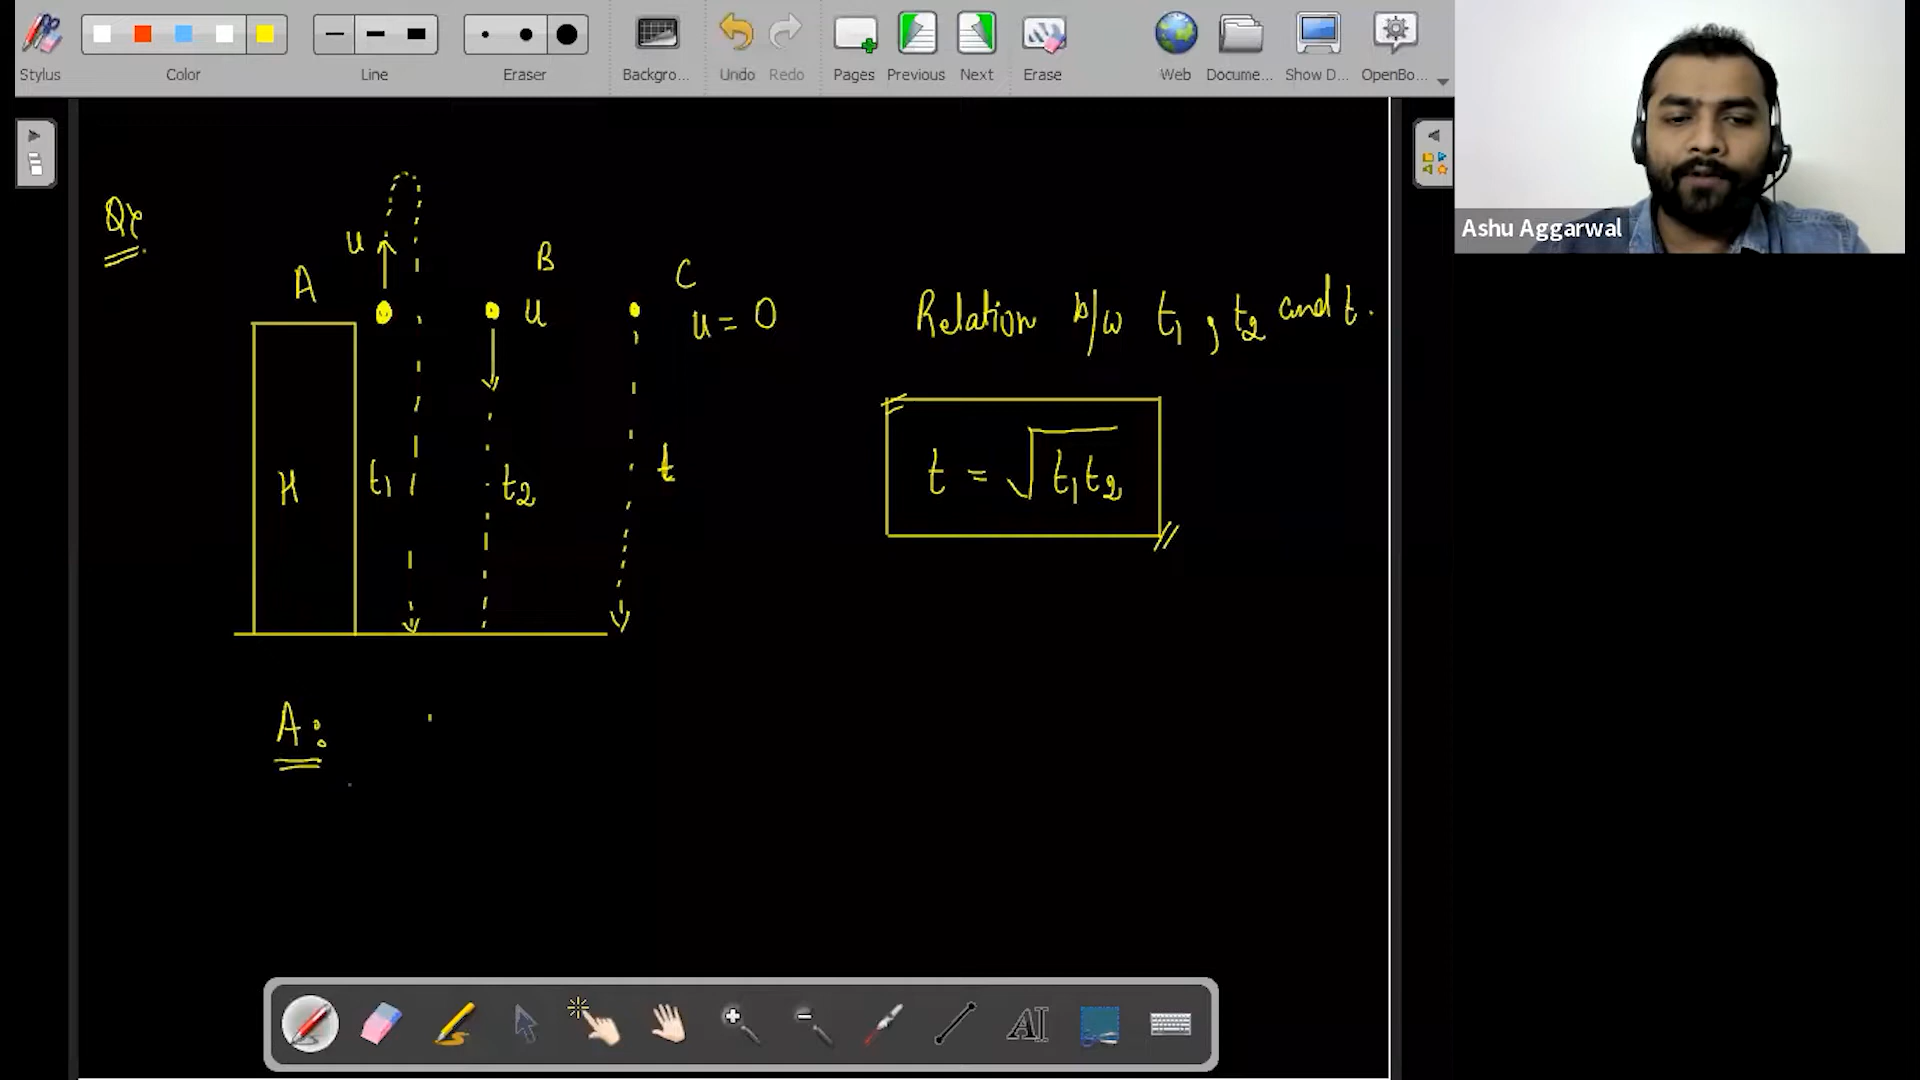 Stylus
Color
Line
Eraser
Backgro...
Undo
Redo
Pages
Previous
Next
Erase
Web
Docume...
Show D...
OpenBo...
Ashu Aggarwal
u
B
A
C
u
u = 0
Relation b/w t1 , t2 and t.
H
t1
t2
t
t = √t1t2
A:
AI